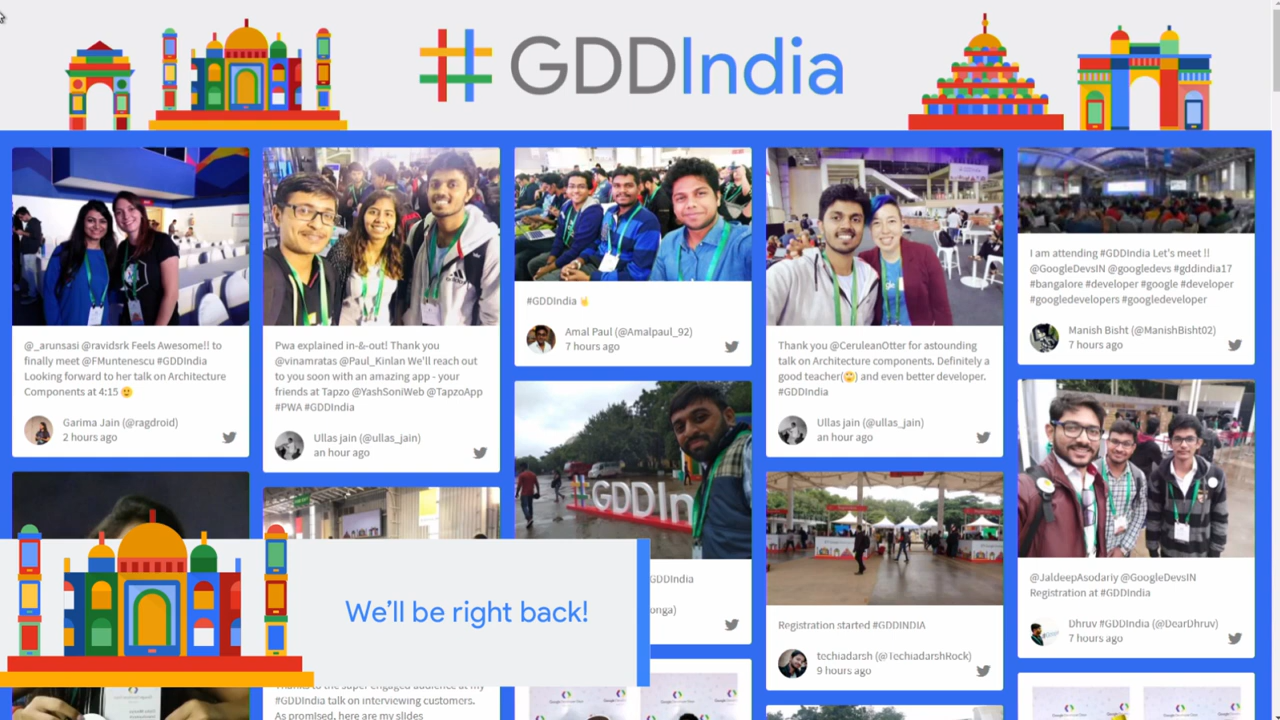 #GDDIndia
@_arunsasi @ravidsrk Feels Awesome!! to
finally meet @FMuntenescu #GDDIndia
Looking forward to her talk on Architecture
Components at 4:15 🙂
Garima Jain (@ragdroid)
2 hours ago
Pwa explained in-&-out! Thank you
@vinamratas @Paul_Kinlan We'll reach out
to you soon with an amazing app - your
friends at Tapzo @YashSoniWeb @TapzoApp
#PWA #GDDIndia
Ullas jain (@ullas_jain)
an hour ago
#GDDIndia 🤘
Amal Paul (@Amalpaul_92)
7 hours ago
Thank you @CeruleanOtter for astounding
talk on Architecture components. Definitely a
good teacher(🙄) and even better developer.
#GDDIndia
Ullas jain (@ullas_jain)
an hour ago
I am attending #GDDIndia Let's meet !!
@GoogleDevsIN @googledevs #gddindia17
#bangalore #developer #google #developer
#googledevelopers #googledeveloper
Manish Bisht (@ManishBisht02)
7 hours ago
#GDDIn
GDDIndia
onga)
Registration started #GDDINDIA
techiadarsh (@TechiadarshRock)
9 hours ago
@JaldeepAsodariy @GoogleDevsIN
Registration at #GDDIndia
Dhruv #GDDIndia (@DearDhruv)
7 hours ago
We'll be right back!
Thanks to the super engaged audience at my
#GDDIndia talk on interviewing customers.
As promised, here are my slides